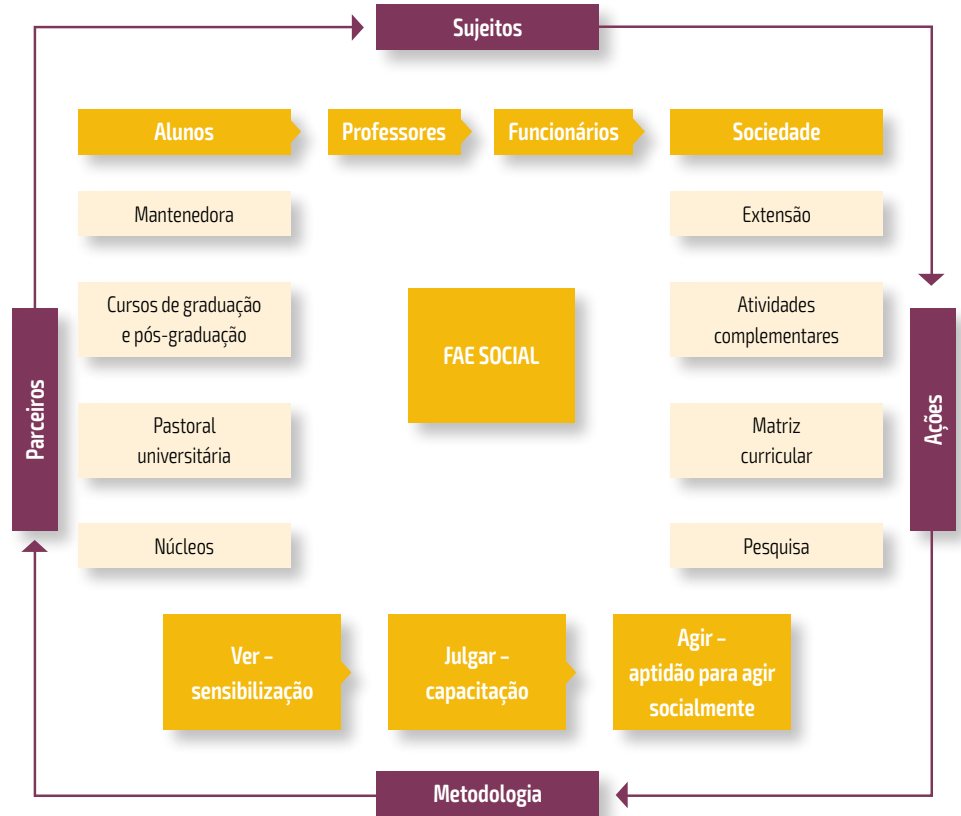 Sujeitos
Alunos
Professores
Funcionários
Sociedade
Mantenedora
Cursos de graduação
e pós-graduação
Pastoral
universitária
Núcleos
FAE SOCIAL
Extensão
Atividades
complementares
Matriz
curricular
Pesquisa
Parceiros
Ações
Ver –
sensibilização
Julgar –
capacitação
Agir –
aptidão para agir
socialmente
Metodologia